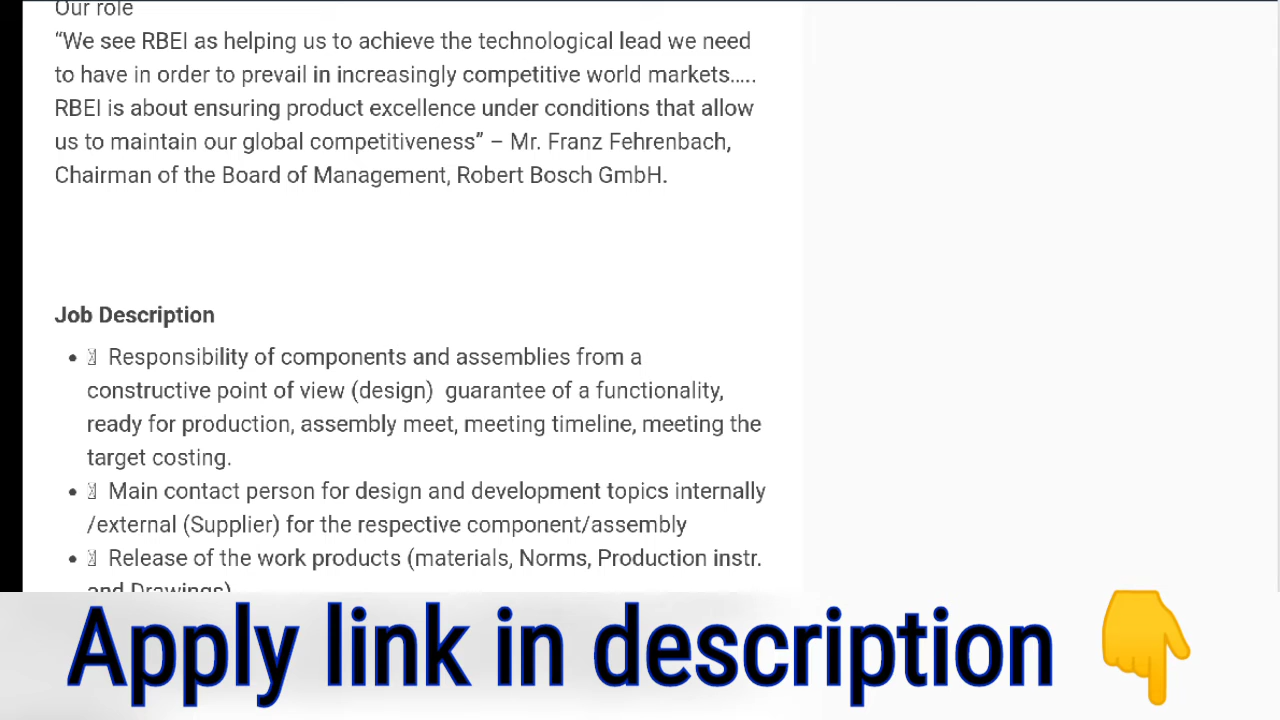 Our role
“We see RBEI as helping us to achieve the technological lead we need
to have in order to prevail in increasingly competitive world markets.....
RBEI is about ensuring product excellence under conditions that allow
us to maintain our global competitiveness” – Mr. Franz Fehrenbach,
Chairman of the Board of Management, Robert Bosch GmbH.
Job Description
• Responsibility of components and assemblies from a
constructive point of view (design)  guarantee of a functionality,
ready for production, assembly meet, meeting timeline, meeting the
target costing.
• Main contact person for design and development topics internally
/external (Supplier) for the respective component/assembly
• Release of the work products (materials, Norms, Production instr.
and Drawings)
Apply link in description 👇